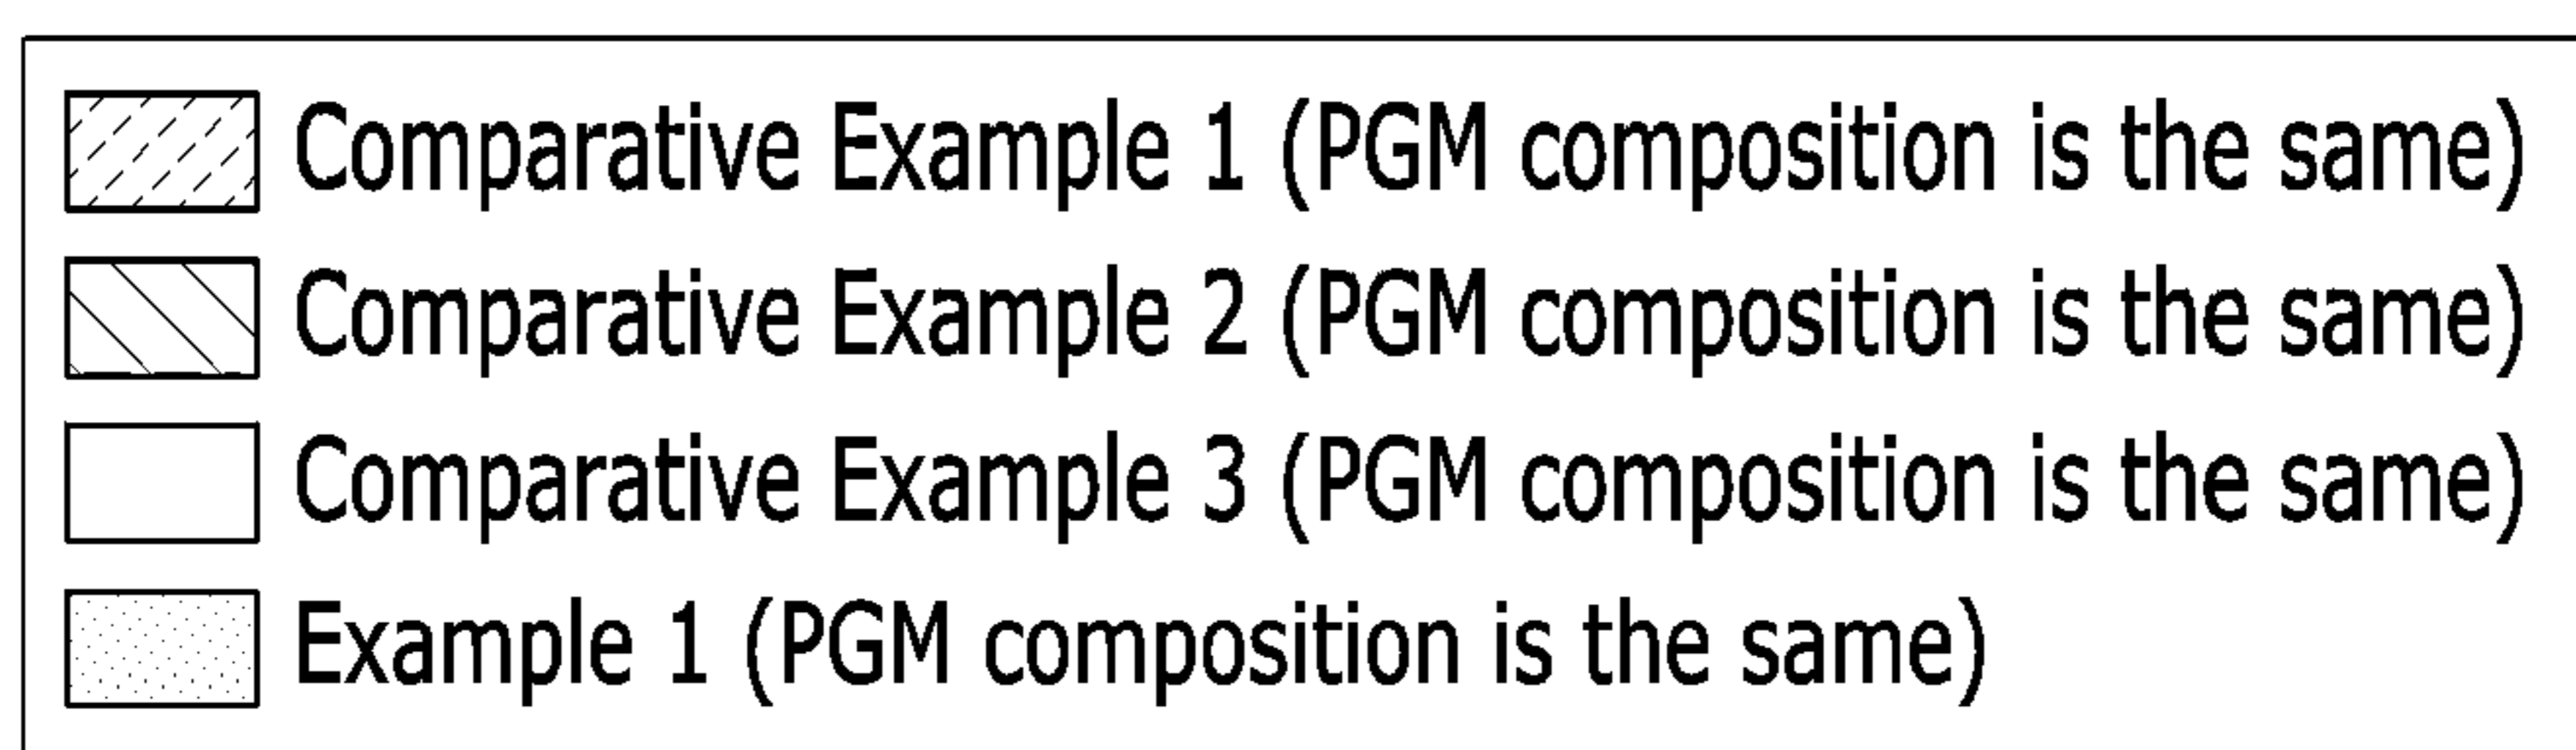 Comparative Example 1 (PGM composition is the same)
Comparative Example 2 (PGM composition is the same)
Comparative Example 3 (PGM composition is the same)
Example 1 (PGM composition is the same)